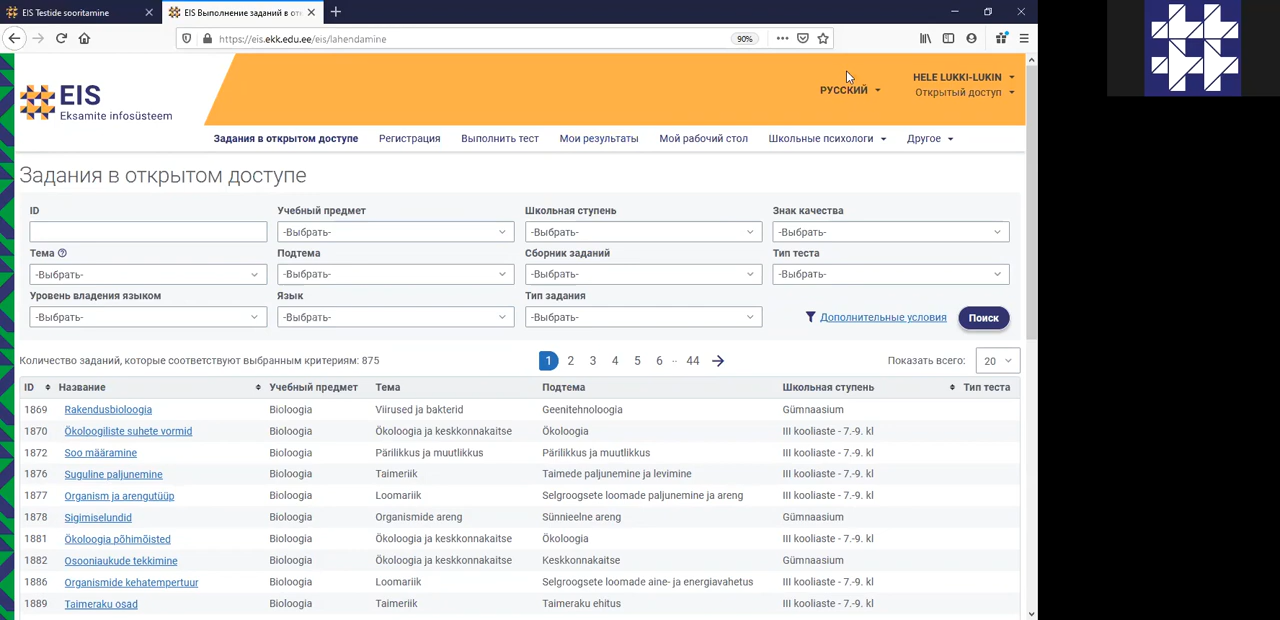 EIS Testide sooritamine
EIS Выполнение заданий в от
https://eis.ekk.edu.ee/eis/lahendamine
90%
EIS
Eksamite infosüsteem
РУССКИЙ
HELE LUKKI-LUKIN
Открытый доступ
Задания в открытом доступе Регистрация Выполнить тест Мои результаты Мой рабочий стол Школьные психологи Другое
Задания в открытом доступе
ID Учебный предмет Школьная ступень Знак качества
-Выбрать- -Выбрать- -Выбрать-
Тема Подтема Сборник заданий Тип теста
-Выбрать- -Выбрать- -Выбрать- -Выбрать-
Уровень владения языком Язык Тип задания
-Выбрать- -Выбрать- -Выбрать- Дополнительные условия Поиск
Количество заданий, которые соответствуют выбранным критериям: 875 1 2 3 4 5 6 .. 44 Показать всего: 20
ID Название Учебный предмет Тема Подтема Школьная ступень Тип теста
1869 Rakendusbioloogia Bioloogia Viirused ja bakterid Geenitehnoloogia Gümnaasium
1870 Ökoloogiliste suhete vormid Bioloogia Ökoloogia ja keskkonnakaitse Ökoloogia III kooliaste - 7.-9. kl
1872 Soo määramine Bioloogia Pärilikkus ja muutlikkus Pärilikkus ja muutlikkus III kooliaste - 7.-9. kl
1876 Suguline paljunemine Bioloogia Taimeriik Taimede paljunemine ja levimine III kooliaste - 7.-9. kl
1877 Organism ja arengutüüp Bioloogia Loomariik Selgroogsete loomade paljunemine ja areng III kooliaste - 7.-9. kl
1878 Sigimiselundid Bioloogia Organismide areng Sünnieelne areng Gümnaasium
1881 Ökoloogia põhimõisted Bioloogia Ökoloogia ja keskkonnakaitse Ökoloogia III kooliaste - 7.-9. kl
1882 Osooniaukude tekkimine Bioloogia Ökoloogia ja keskkonnakaitse Keskkonnakaitse Gümnaasium
1886 Organismide kehatempertuur Bioloogia Loomariik Selgroogsete loomade aine- ja energiavahetus III kooliaste - 7.-9. kl
1889 Taimeraku osad Bioloogia Taimeriik Taimeraku ehitus III kooliaste - 7.-9. kl